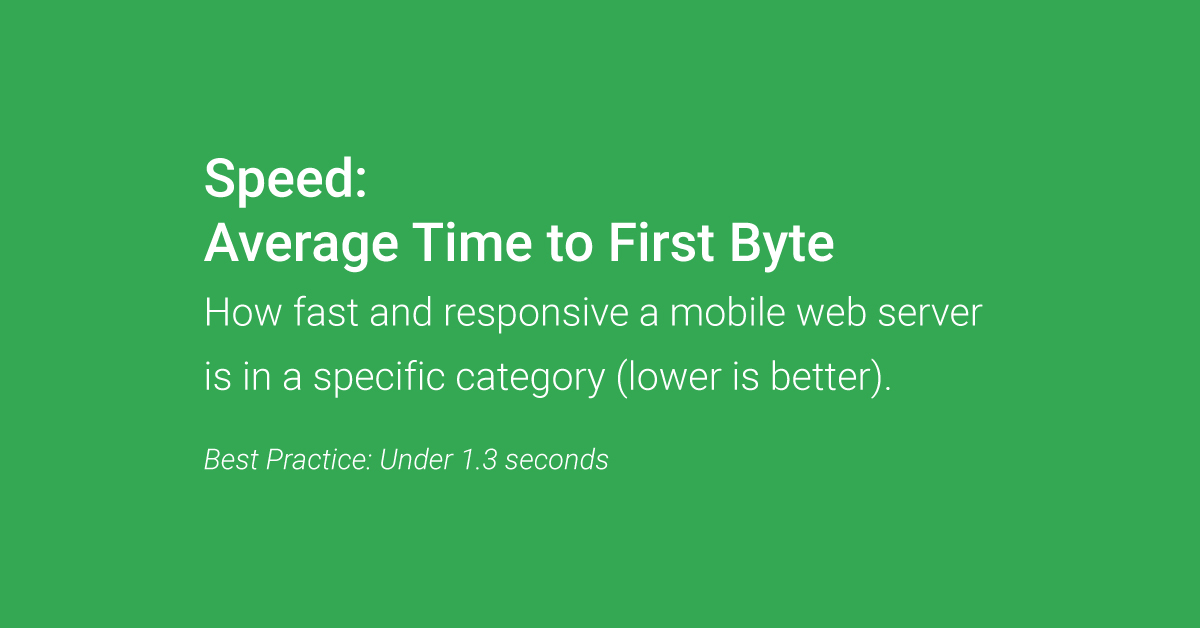 Speed:
Average Time to First Byte
How fast and responsive a mobile web server
is in a specific category (lower is better).
Best Practice: Under 1.3 seconds